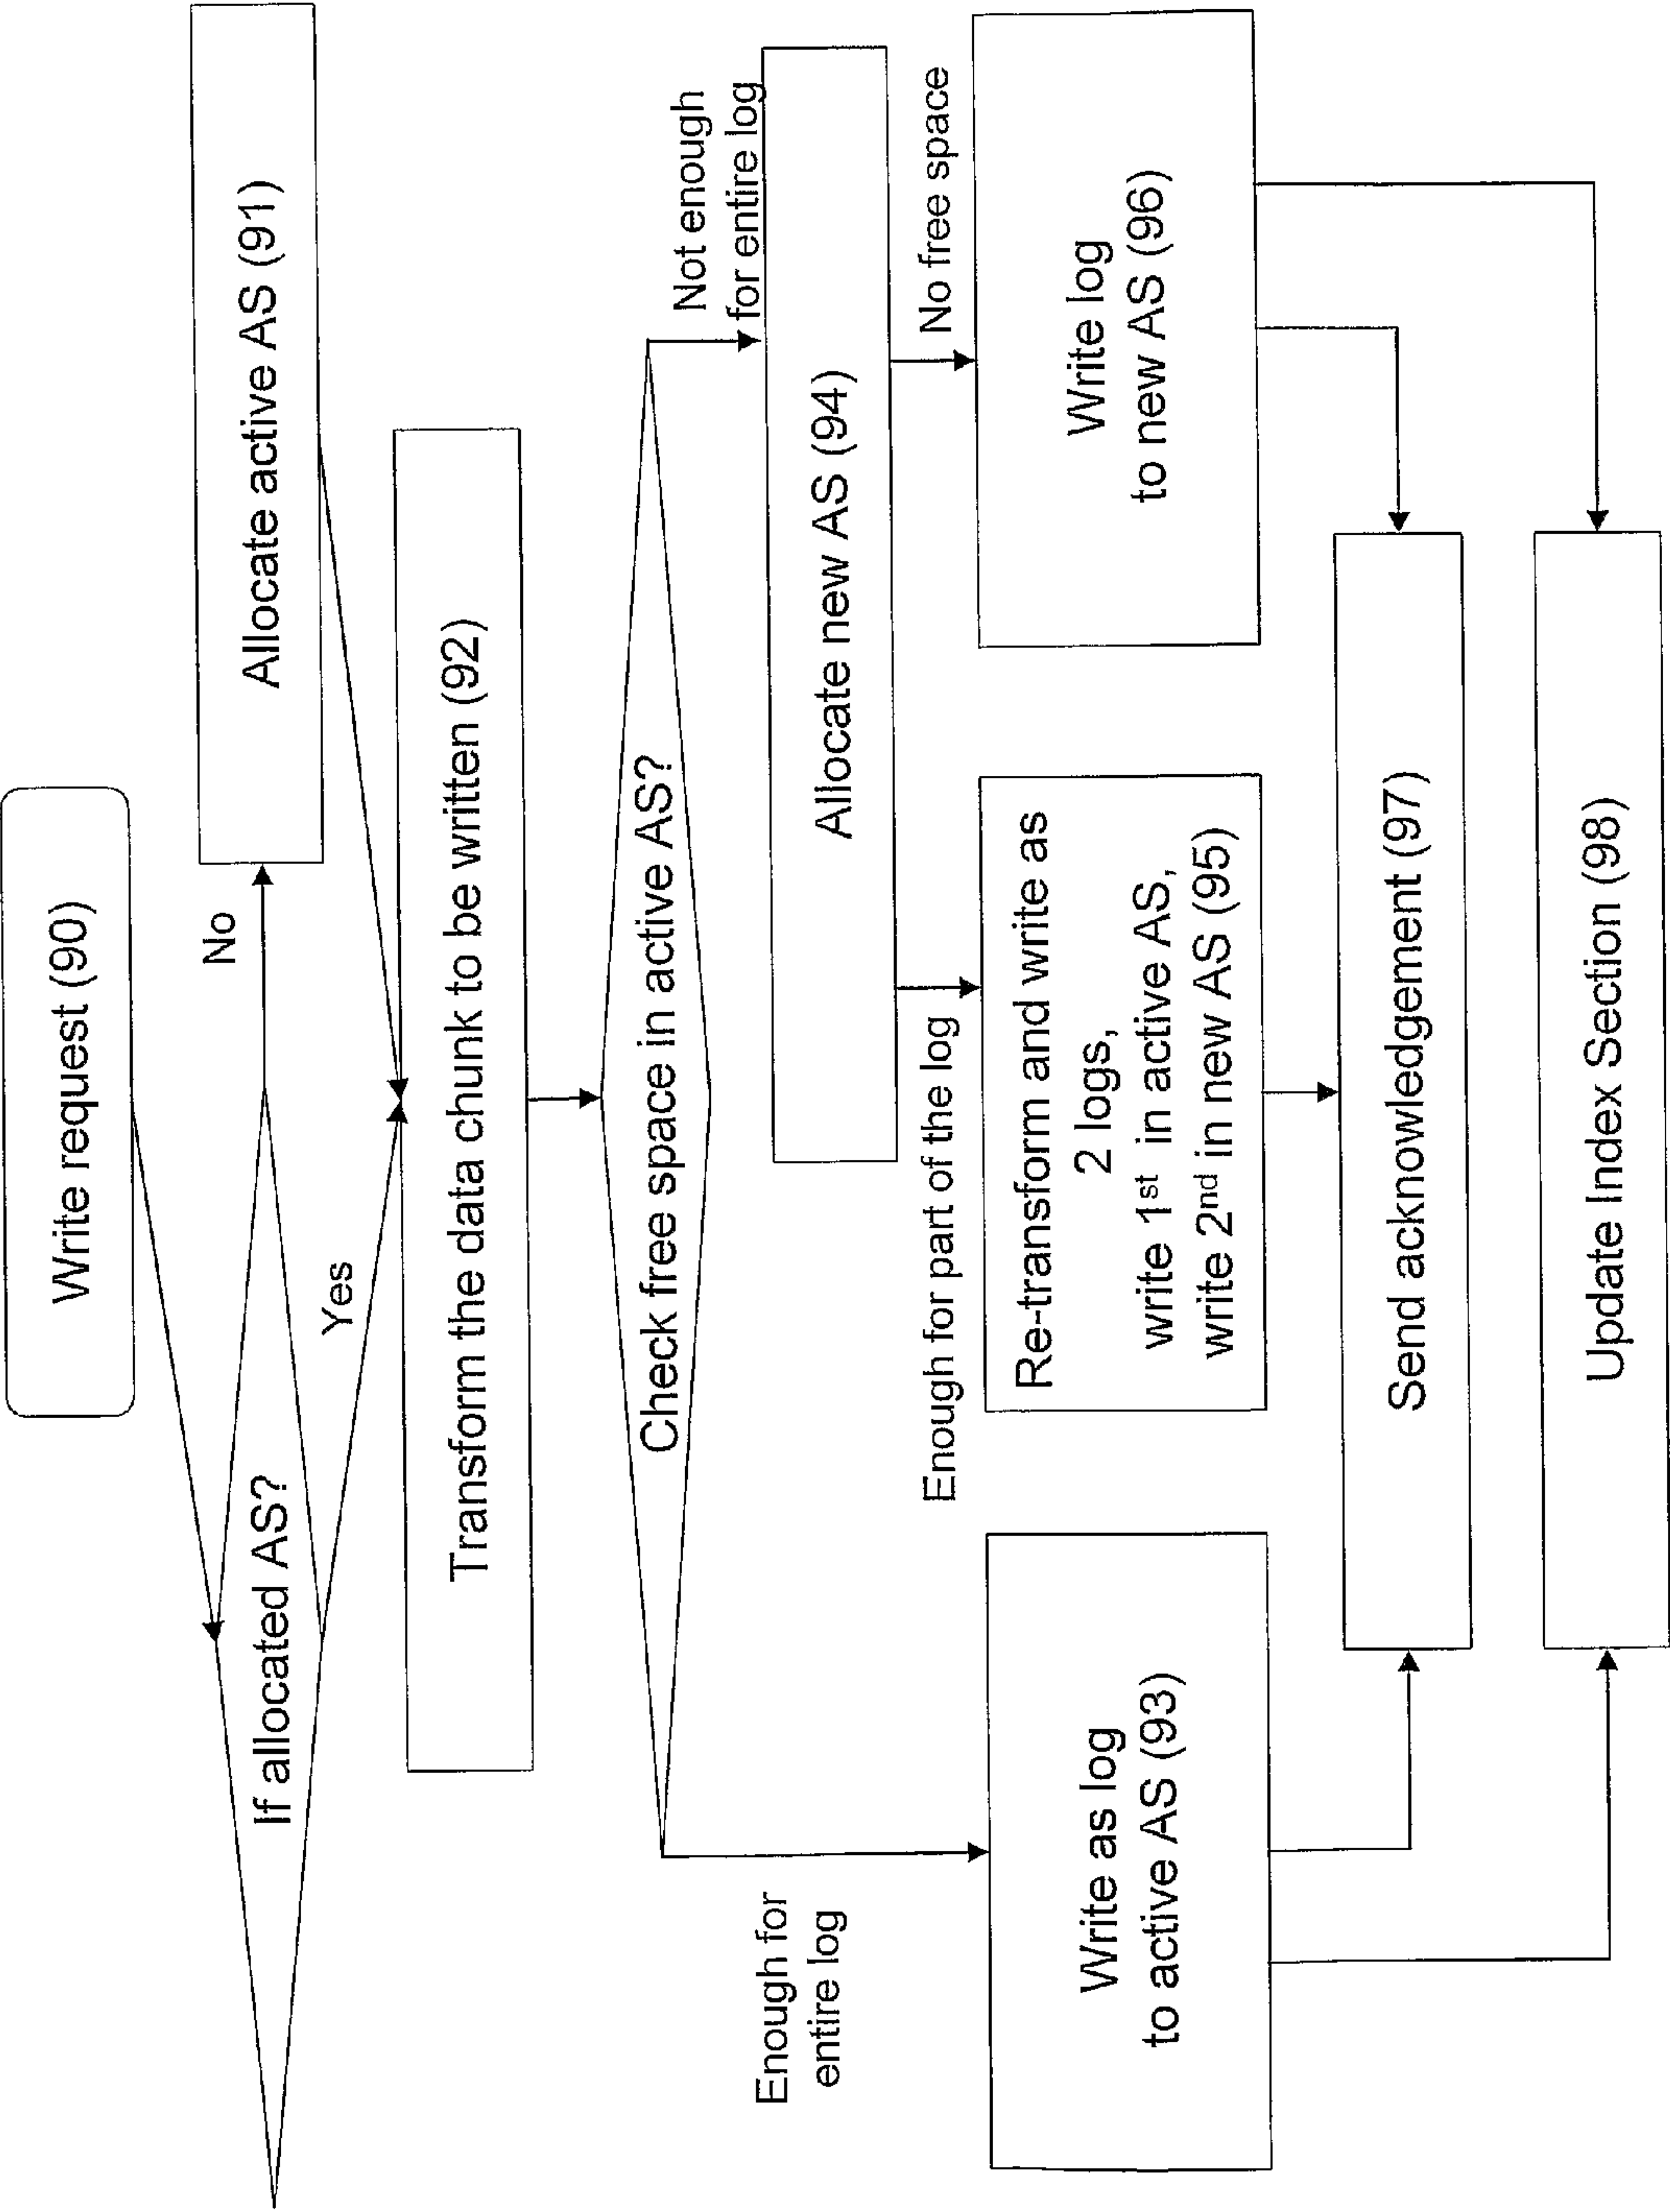 Write request (90)
If allocated AS?
No
Allocate active AS (91)
Yes
Transform the data chunk to be written (92)
Check free space in active AS?
Not enough
for entire log
Enough for
entire log
Allocate new AS (94)
Enough for part of the log
No free space
Write as log
to active AS (93)
Re-transform and write as
2 logs,
write 1st in active AS,
write 2nd in new AS (95)
Write log
to new AS (96)
Send acknowledgement (97)
Update Index Section (98)